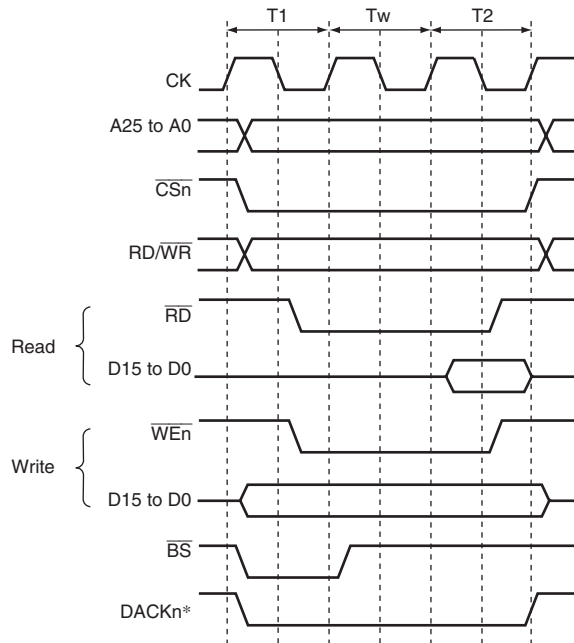 T1 Tw T2
CK
A25 to A0
CSn
RD/WR
RD
Read
D15 to D0
WEn
Write
D15 to D0
BS
DACKn*